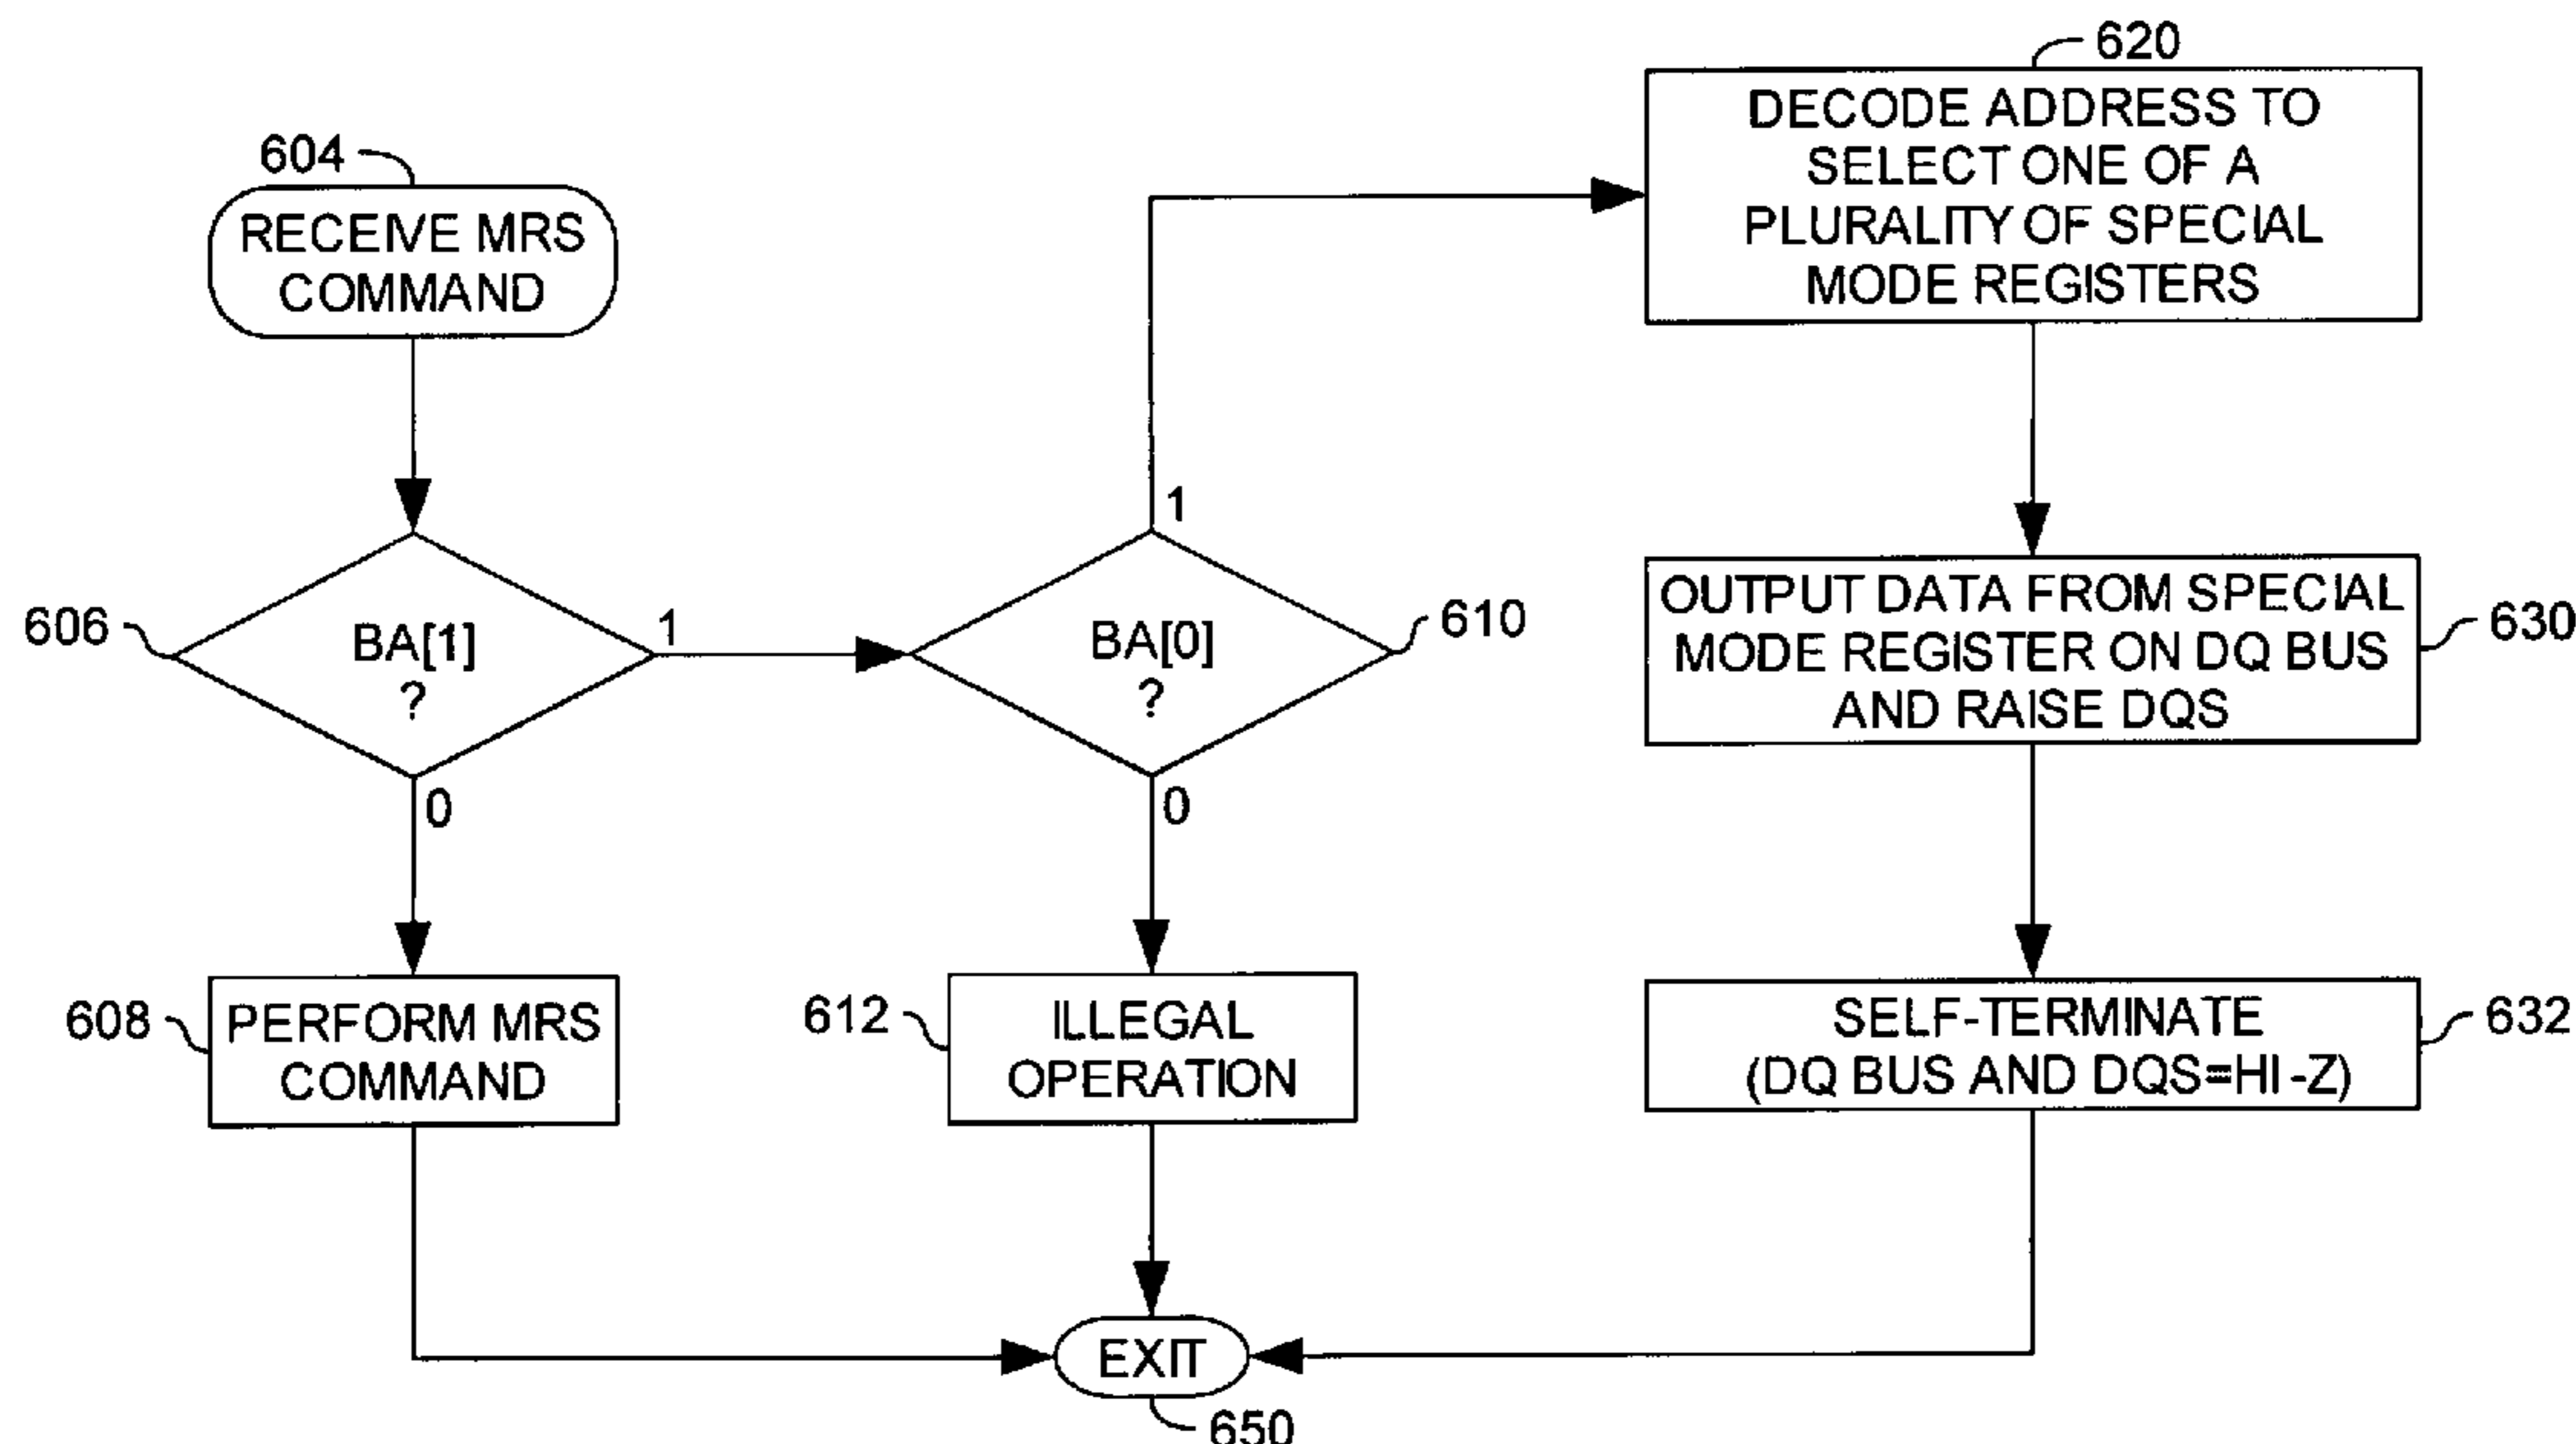 604
RECEIVE MRS
COMMAND
606
BA[1]
?
1
0
608
PERFORM MRS
COMMAND
BA[0]
?
610
1
0
612
ILLEGAL
OPERATION
620
DECODE ADDRESS TO
SELECT ONE OF A
PLURALITY OF SPECIAL
MODE REGISTERS
OUTPUT DATA FROM SPECIAL
MODE REGISTER ON DQ BUS
AND RAISE DQS
630
SELF-TERMINATE
(DQ BUS AND DQS=HI-Z)
632
EXIT
650